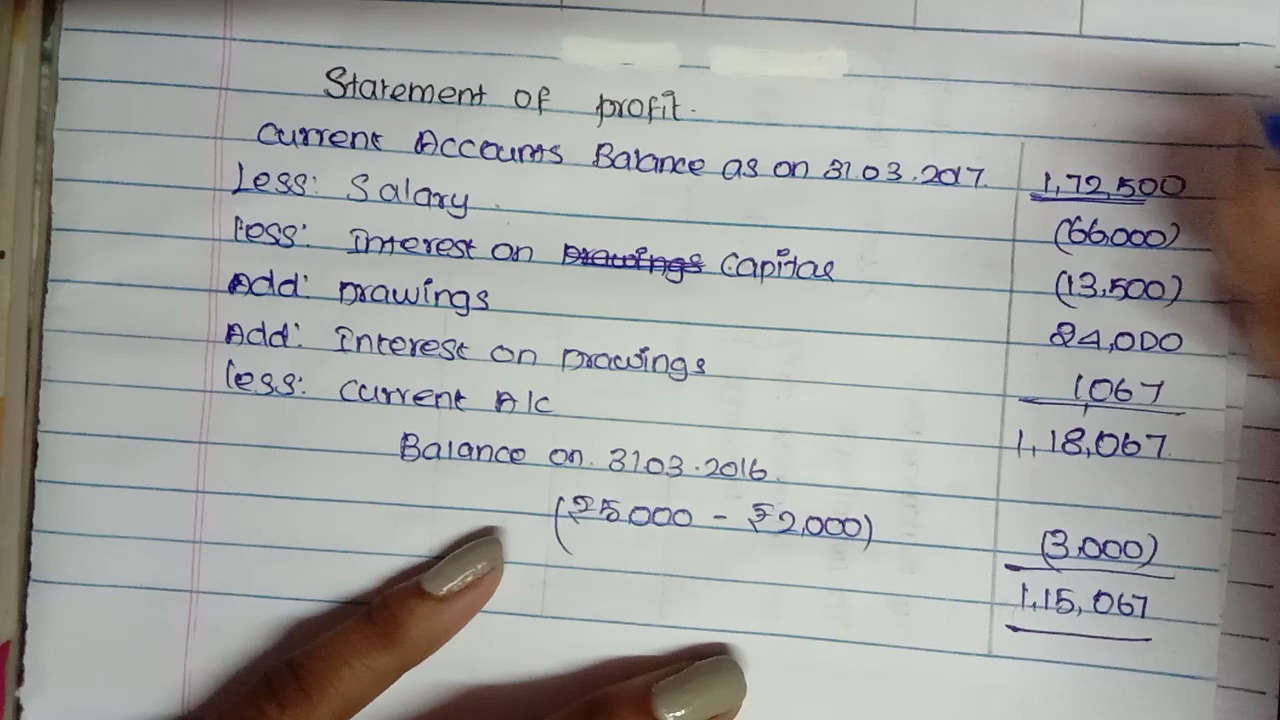 Statement of profit.
Current Accounts Balance as on 31.03.2017. 1,72,500
Less: Salary (66,000)
Less: Interest on Drawings Capital (13,500)
Add: Drawings 24,000
Add: Interest on Drawings 1,067
Less: Current A/c 1,18,067.
Balance on. 31.03.2016.
(₹5,000 - ₹2,000) (3,000)
1,15,067